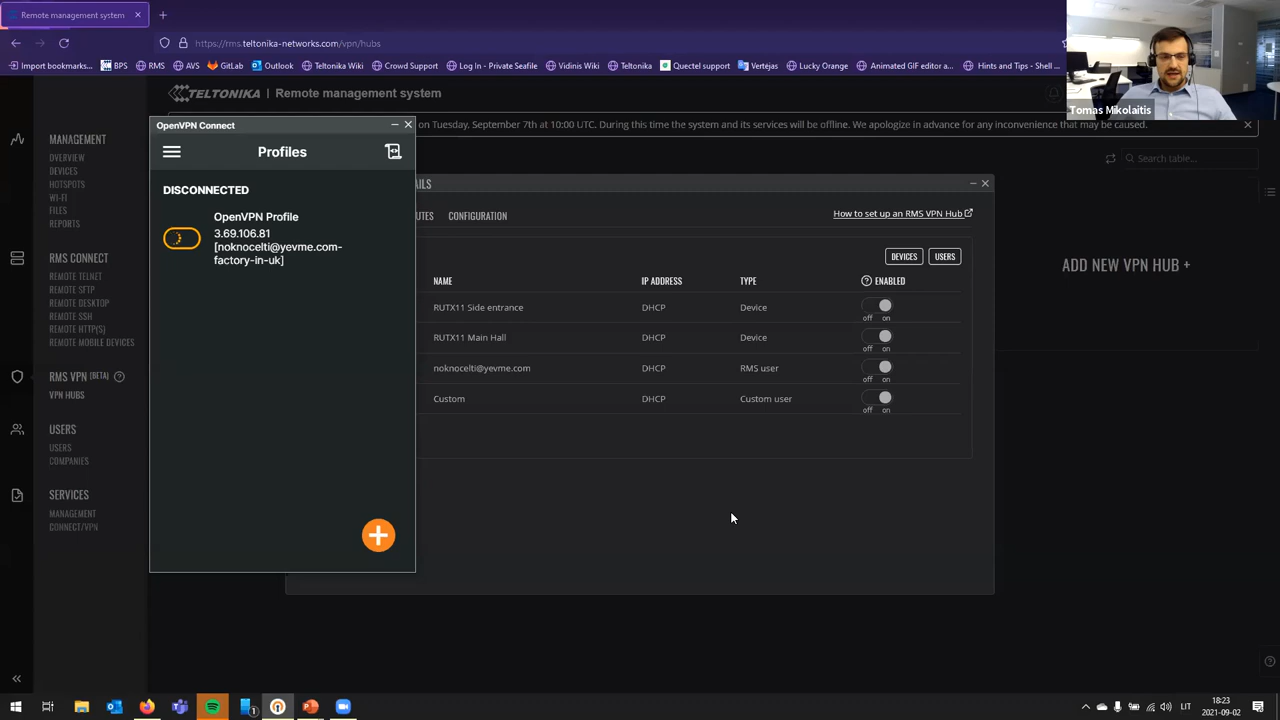 Remote management system
https://rms.teltonika-networks.com/vpn/hubs
Import bookmarks...
BPS
RMS
AVS
GitLab
Outlook
Teltonika Wiki
Crowd Support
Log In - Private Seafile
Vidinis Wiki
Teltonika
Quectel support
Vertėjas
Lucky Orange
Animated GIF editor a...
Hints and Tips - Shell ...
Tomas Mikolaitis
TELTONIKA | Remote management system
on Tuesday, September 7th at 10:00 UTC. During this time the system and its services will be offline. We apologize in advance for any inconvenience that may be caused.
Search table...
MANAGEMENT
OVERVIEW
DEVICES
HOTSPOTS
WI-FI
FILES
REPORTS
RMS CONNECT
REMOTE TELNET
REMOTE SFTP
REMOTE DESKTOP
REMOTE SSH
REMOTE HTTP(S)
REMOTE MOBILE DEVICES
RMS VPN (BETA)
VPN HUBS
USERS
USERS
COMPANIES
SERVICES
MANAGEMENT
CONNECT/VPN
OpenVPN Connect
Profiles
DISCONNECTED
OpenVPN Profile
3.69.106.81
[noknocelti@yevme.com-
factory-in-uk]
CONFIGURATION
How to set up an RMS VPN Hub
DEVICES
USERS
NAME IP ADDRESS TYPE ENABLED
RUTX11 Side entrance DHCP Device off on
RUTX11 Main Hall DHCP Device off on
noknocelti@yevme.com DHCP RMS user off on
Custom DHCP Custom user off on
ADD NEW VPN HUB +
LIT
18:23
2021-09-02